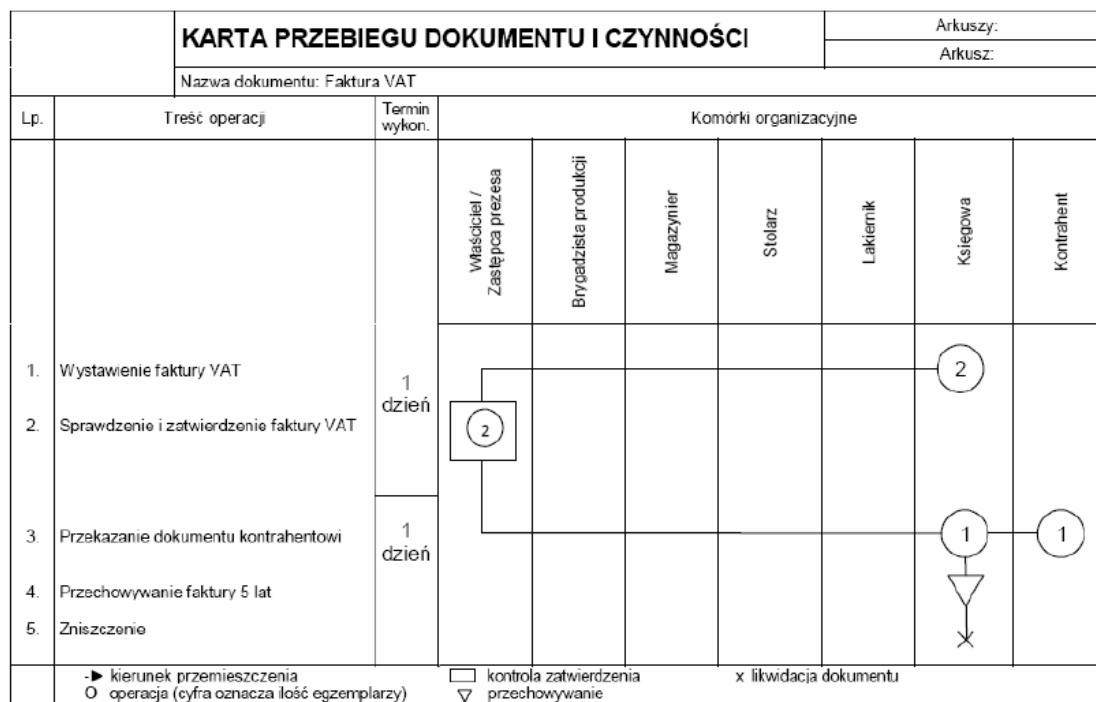 KARTA PRZEBIEGU DOKUMENTU I CZYNNOŚCI
Arkuszy:
Arkusz:
Nazwa dokumentu: Faktura VAT
Lp.
Treść operacji
Termin
wykon.
Komórki organizacyjne
Właściciel /
Zastępca prezesa
Brygadzista produkcji
Magazynier
Stolarz
Lakiernik
Księgowa
Kontrahent
1. Wystawienie faktury VAT
1
dzień
2
2. Sprawdzenie i zatwierdzenie faktury VAT
2
3. Przekazanie dokumentu kontrahentowi
1
dzień
1
1
4. Przechowywanie faktury 5 lat
5. Zniszczenie
kierunek przemieszczenia
kontrola zatwierdzenia
x likwidacja dokumentu
O operacja (cyfra oznacza ilość egzemplarzy)
przechowywanie